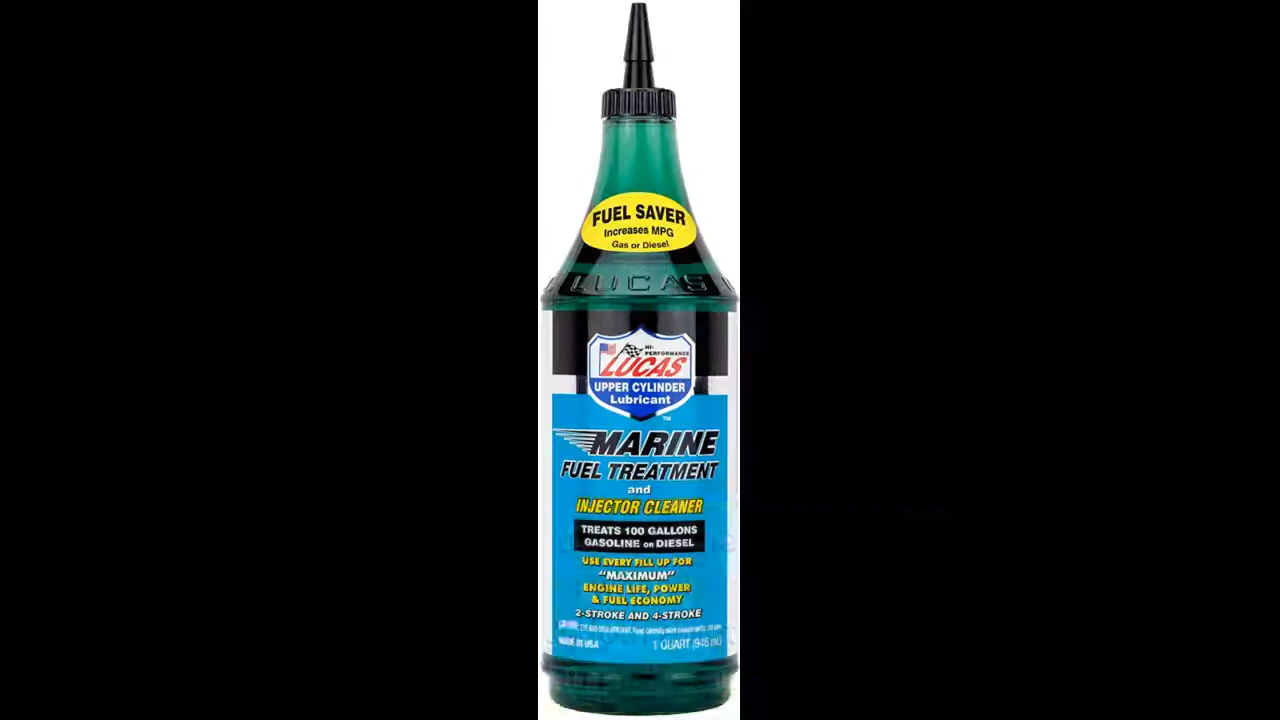 FUEL SAVER
Increases MPG
Gas or Diesel
LUCAS
HI-
PERFORMANCE
LUCAS
UPPER CYLINDER
Lubricant
TM
MARINE
FUEL TREATMENT
and
INJECTOR CLEANER
TREATS 100 GALLONS
GASOLINE OR DIESEL
USE EVERY FILL UP FOR
"MAXIMUM"
ENGINE LIFE, POWER
& FUEL ECONOMY
2-STROKE AND 4-STROKE
MADE IN USA
1 QUART (946 mL)